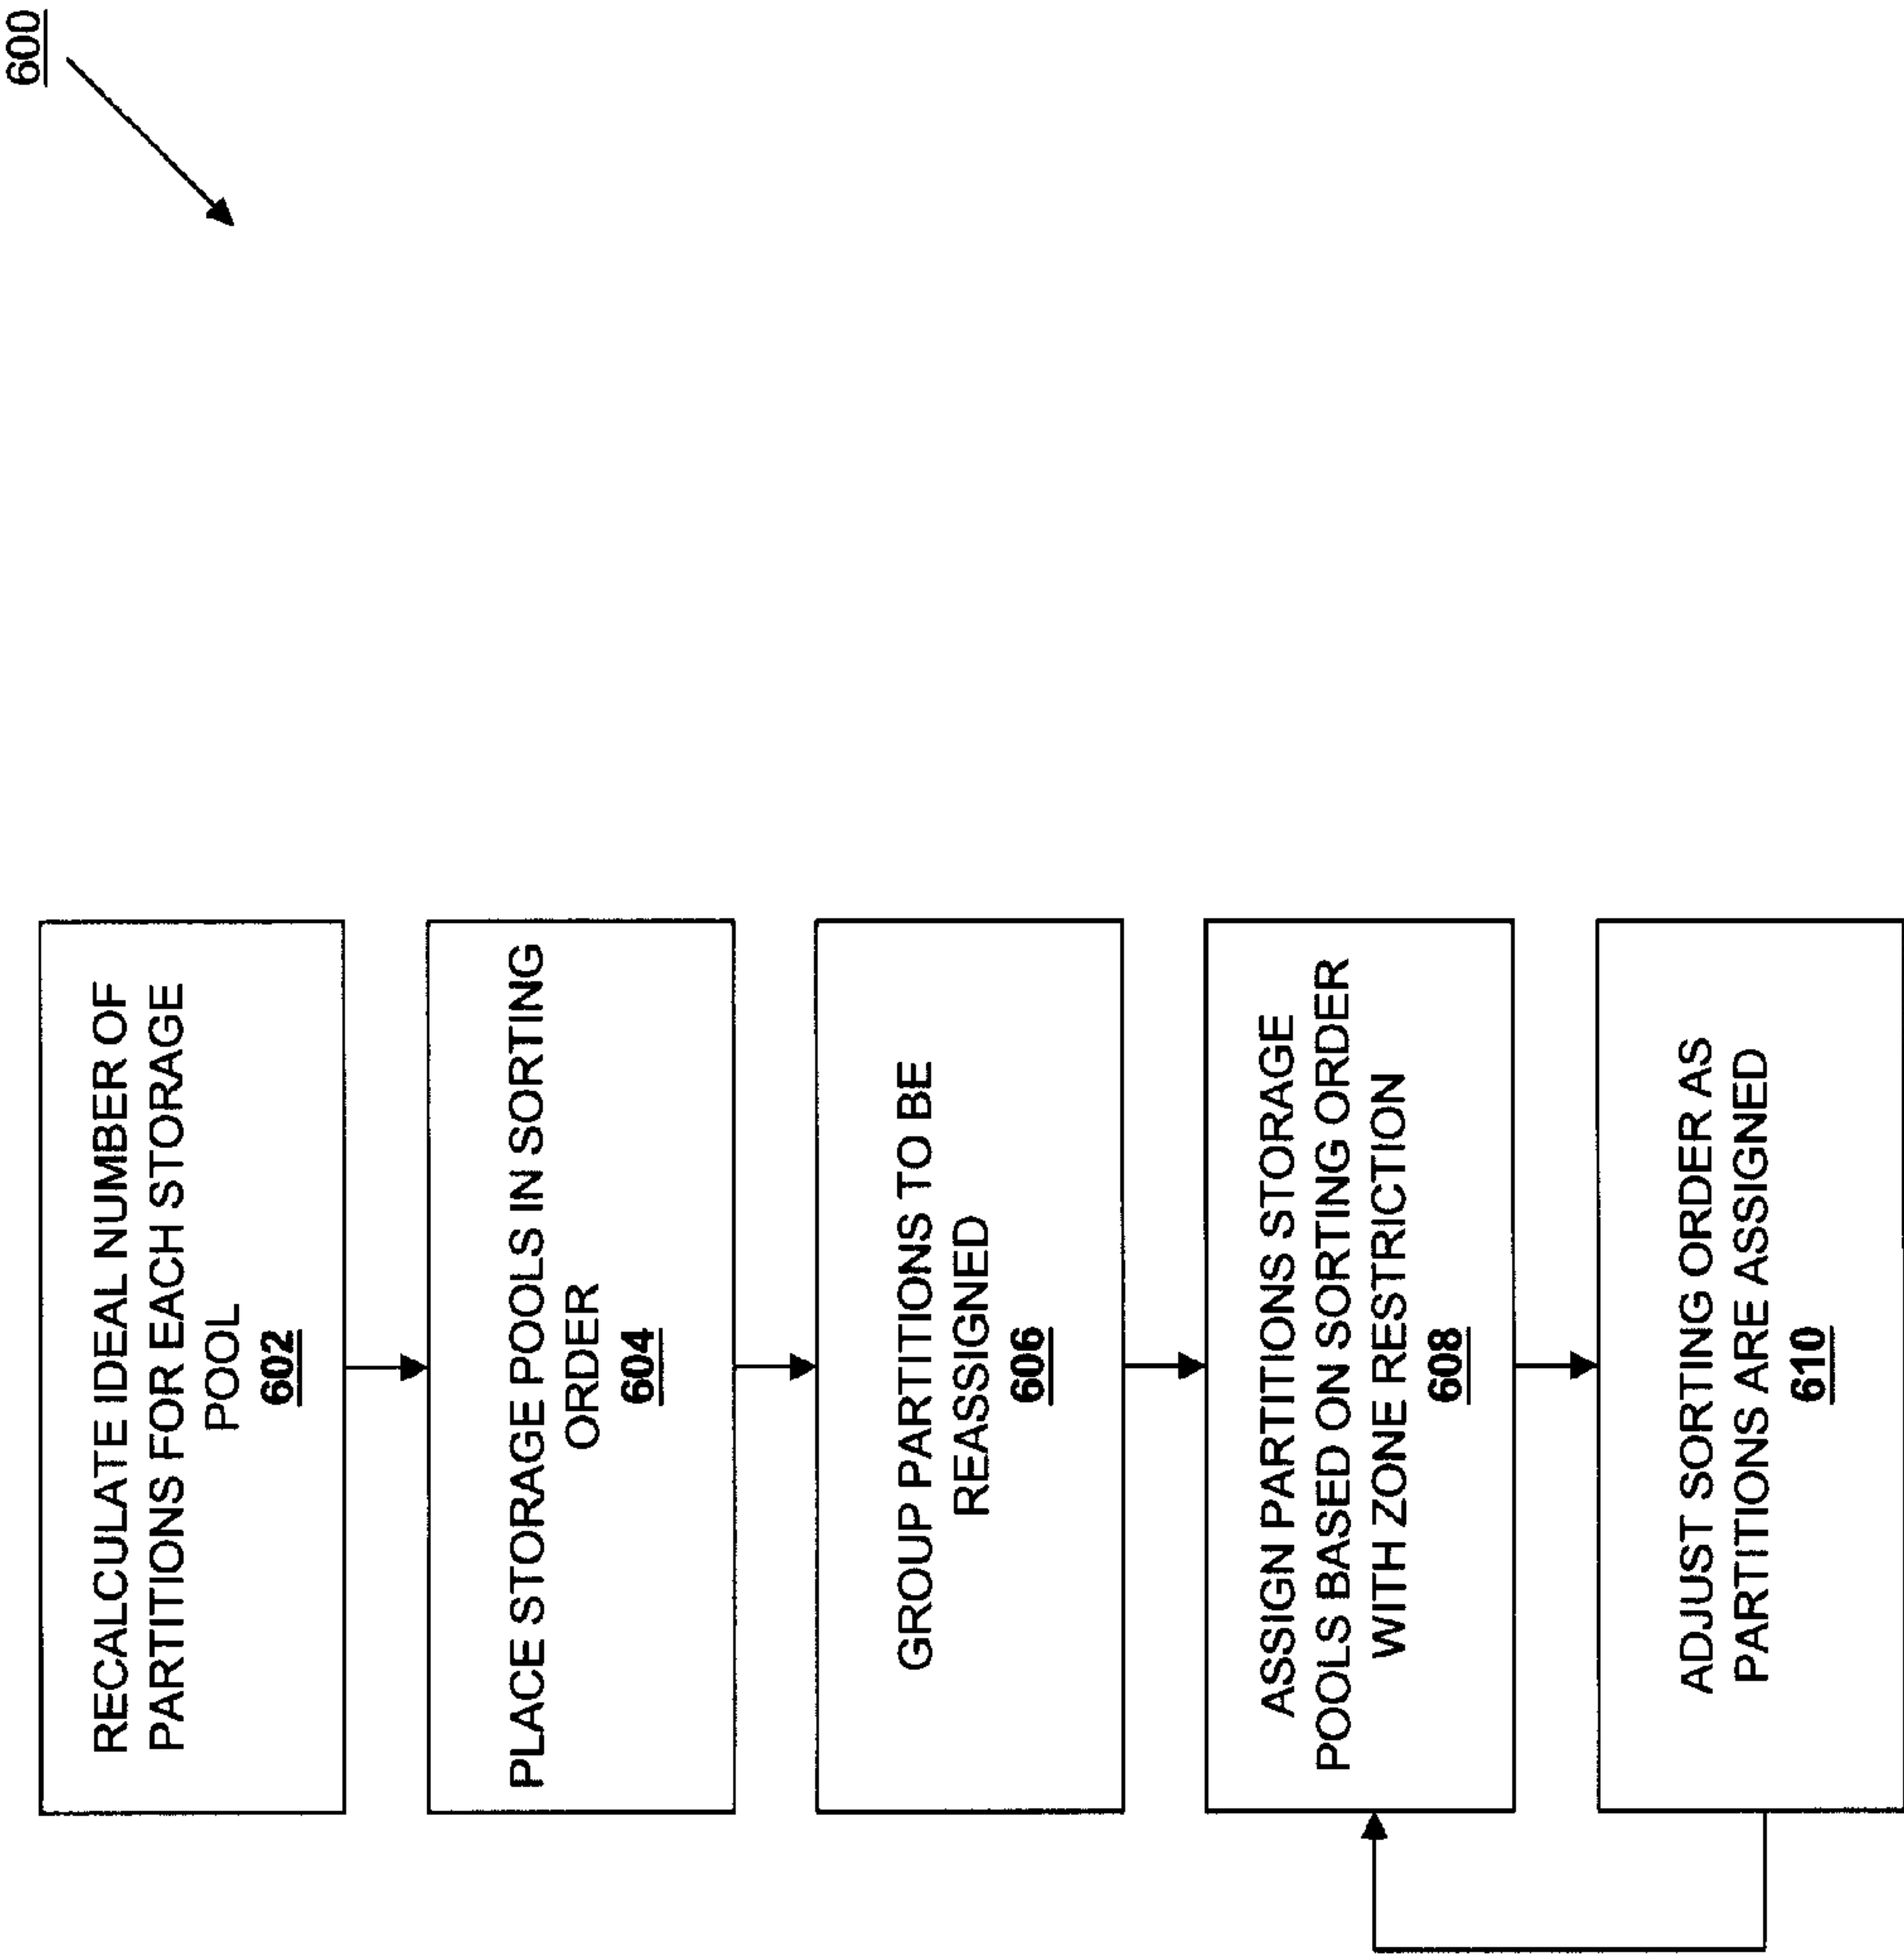 600
RECALCULATE IDEAL NUMBER OF
PARTITIONS FOR EACH STORAGE
POOL
602
PLACE STORAGE POOLS IN SORTING
ORDER
604
GROUP PARTITIONS TO BE
REASSIGNED
606
ASSIGN PARTITIONS STORAGE
POOLS BASED ON SORTING ORDER
WITH ZONE RESTRICTION
608
ADJUST SORTING ORDER AS
PARTITIONS ARE ASSIGNED
610